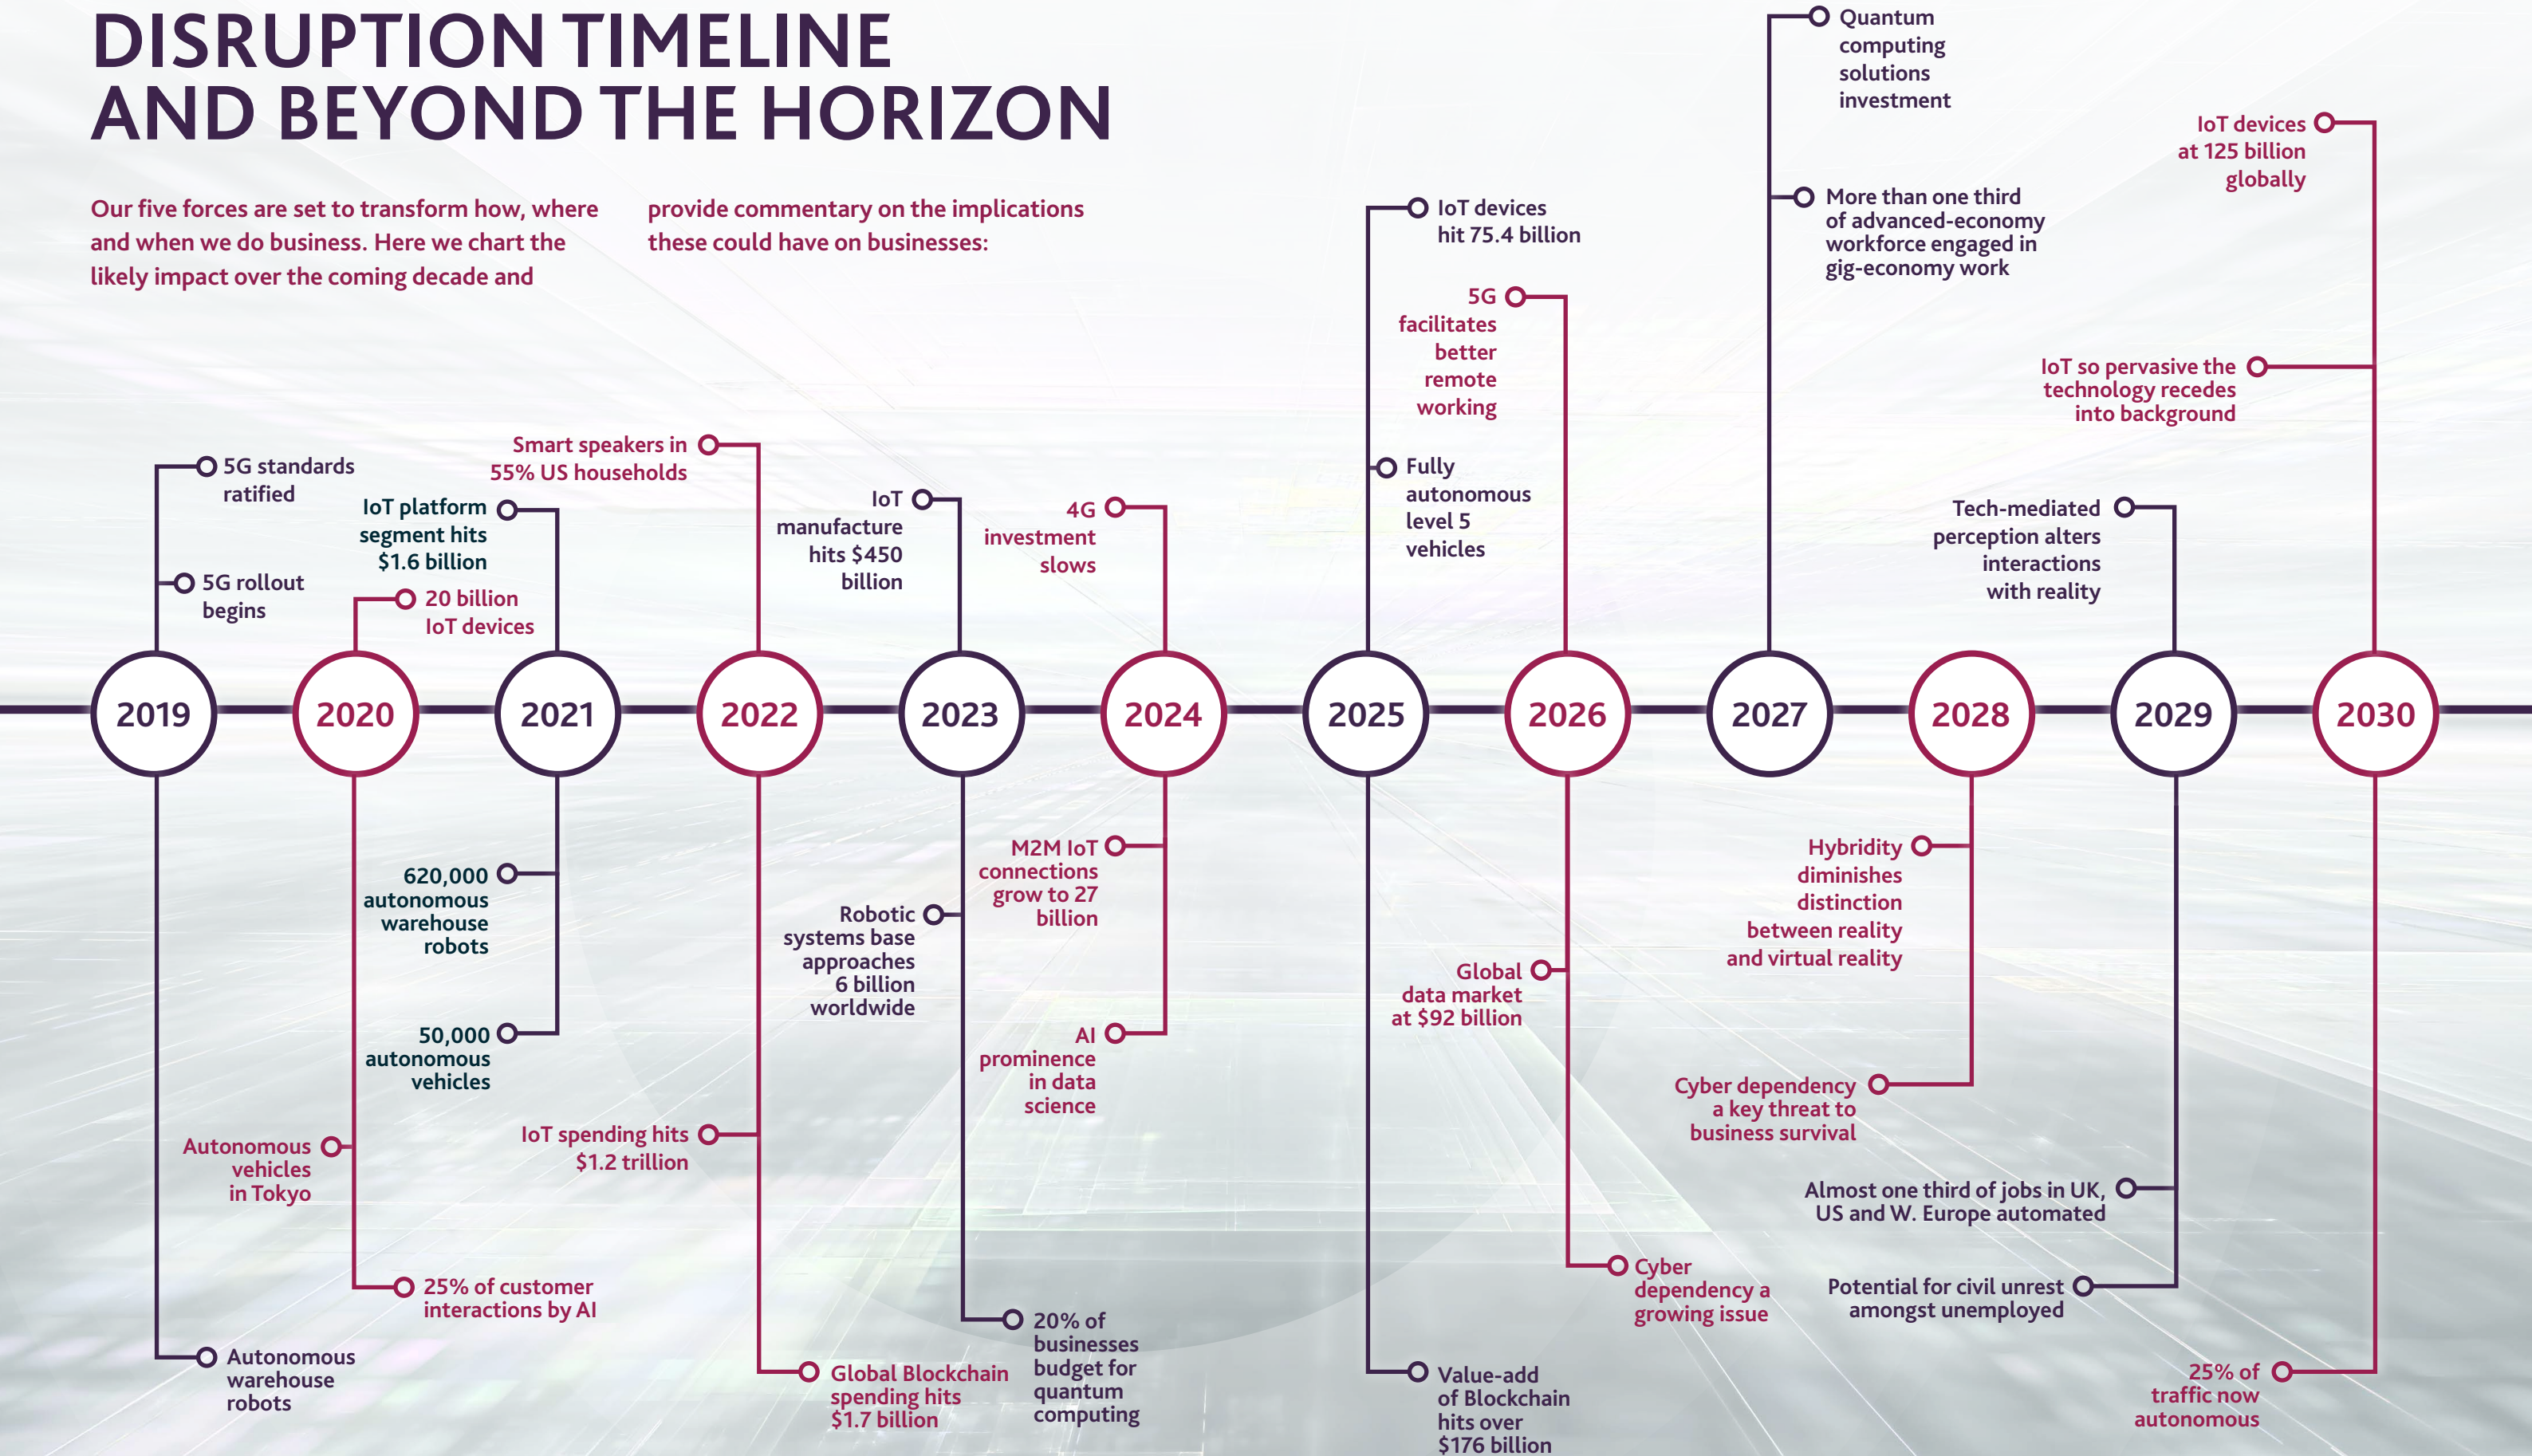 DISRUPTION TIMELINE
AND BEYOND THE HORIZON
Our five forces are set to transform how, where
and when we do business. Here we chart the
likely impact over the coming decade and
provide commentary on the implications
these could have on businesses:
5G standards
ratified
5G rollout
begins
2019
Autonomous
warehouse
robots
20 billion
IoT devices
2020
Autonomous
vehicles
in Tokyo
25% of customer
interactions by AI
IoT platform
segment hits
$1.6 billion
2021
620,000
autonomous
warehouse
robots
50,000
autonomous
vehicles
Smart speakers in
55% US households
2022
IoT spending hits
$1.2 trillion
Global Blockchain
spending hits
$1.7 billion
IoT
manufacture
hits $450
billion
2023
Robotic
systems base
approaches
6 billion
worldwide
20% of
businesses
budget for
quantum
computing
4G
investment
slows
2024
M2M IoT
connections
grow to 27
billion
AI
prominence
in data
science
IoT devices
hit 75.4 billion
Fully
autonomous
level 5
vehicles
2025
Value-add
of Blockchain
hits over
$176 billion
5G
facilitates
better
remote
working
2026
Global
data market
at $92 billion
Cyber
dependency a
growing issue
Quantum
computing
solutions
investment
More than one third
of advanced-economy
workforce engaged in
gig-economy work
2027
2028
Hybridity
diminishes
distinction
between reality
and virtual reality
Cyber dependency
a key threat to
business survival
Tech-mediated
perception alters
interactions
with reality
2029
Almost one third of jobs in UK,
US and W. Europe automated
Potential for civil unrest
amongst unemployed
IoT devices
at 125 billion
globally
IoT so pervasive the
technology recedes
into background
2030
25% of
traffic now
autonomous